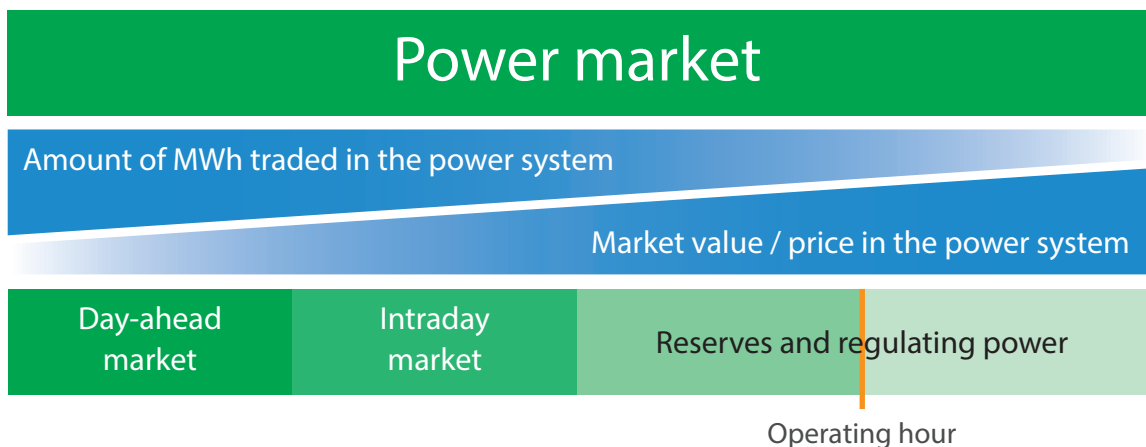 Power market
Amount of MWh traded in the power system
Market value / price in the power system
Day-ahead
market
Intraday
market
Reserves and regulating power
Operating hour